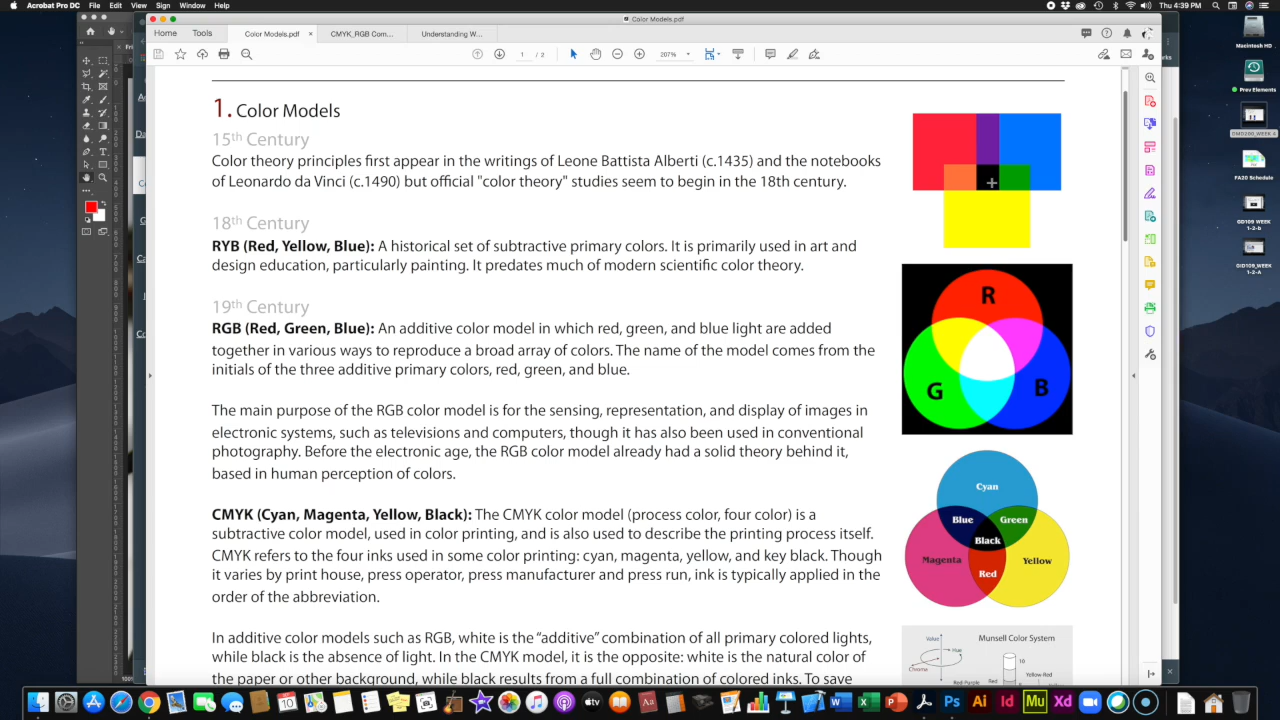 Acrobat Pro DC File Edit View Sign Window Help
Thu 4:39 PM
Color Models.pdf
Home Tools Color Models.pdf × CMYK_RGB Com... Understanding W...
1 / 2 207%
1. Color Models
15th Century
Color theory principles first appear in the writings of Leone Battista Alberti (c.1435) and the notebooks
of Leonardo da Vinci (c.1490) but official "color theory" studies seem to begin in the 18th century.
18th Century
RYB (Red, Yellow, Blue): A historical set of subtractive primary colors. It is primarily used in art and
design education, particularly painting. It predates much of modern scientific color theory.
19th Century
RGB (Red, Green, Blue): An additive color model in which red, green, and blue light are added
together in various ways to reproduce a broad array of colors. The name of the model comes from the
initials of the three additive primary colors, red, green, and blue.
The main purpose of the RGB color model is for the sensing, representation, and display of images in
electronic systems, such as televisions and computers, though it has also been used in conventional
photography. Before the electronic age, the RGB color model already had a solid theory behind it,
based in human perception of colors.
CMYK (Cyan, Magenta, Yellow, Black): The CMYK color model (process color, four color) is a
subtractive color model, used in color printing, and is also used to describe the printing process itself.
CMYK refers to the four inks used in some color printing: cyan, magenta, yellow, and key black. Though
it varies by print house, press operator, press manufacturer and press run, ink is typically applied in the
order of the abbreviation.
In additive color models such as RGB, white is the “additive” combination of all primary colored lights,
while black is the absence of light. In the CMYK model, it is the opposite: white is the natural color of
the paper or other background, while black results from a full combination of colored inks. To save
R
G B
Cyan
Blue Green
Black
Magenta Yellow
Red
Munsell Color System
Value
Hue
Chroma
10
Red Yellow-Red
Red-Purple
Macintosh HD
Prev Elements
DMD200_WEEK 4
FA20 Schedule
GD109 WEEK
1-2-b
GID109_WEEK
1-2-A
Ps Ai Id Mu Xd